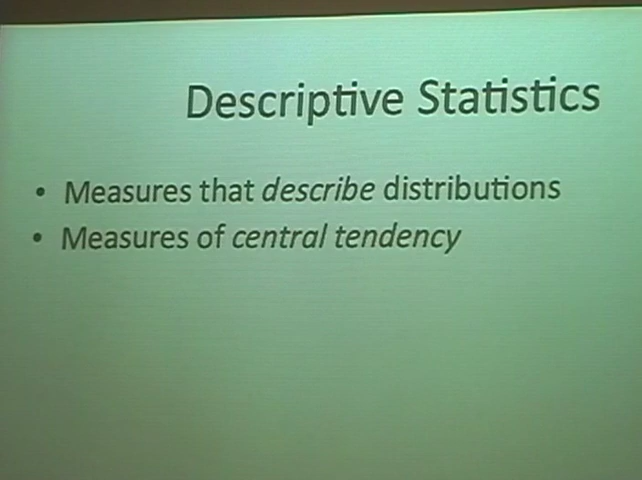 Descriptive Statistics
• Measures that describe distributions
• Measures of central tendency